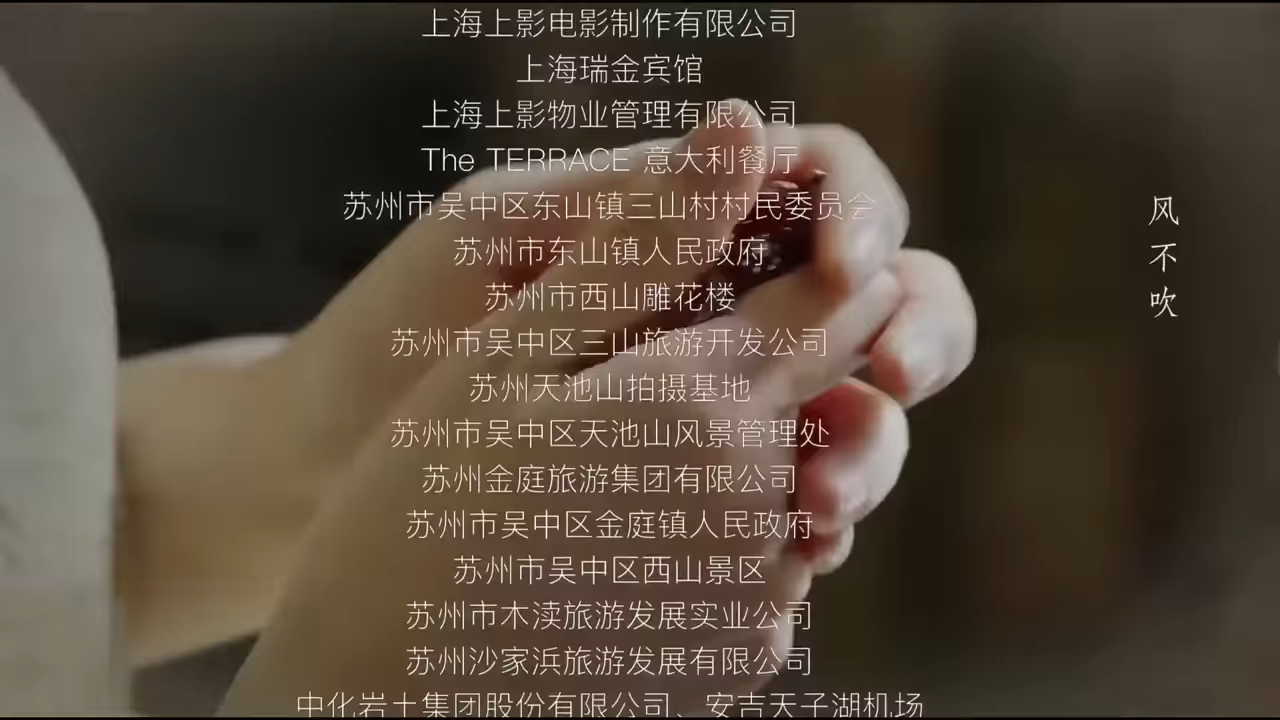 上海上影电影制作有限公司
上海瑞金宾馆
上海上影物业管理有限公司
The TERRACE 意大利餐厅
苏州市吴中区东山镇三山村村民委员会
苏州市东山镇人民政府
苏州市西山雕花楼
苏州市吴中区三山旅游开发公司
苏州天池山拍摄基地
苏州市吴中区天池山风景管理处
苏州金庭旅游集团有限公司
苏州市吴中区金庭镇人民政府
苏州市吴中区西山景区
苏州市木渎旅游发展实业公司
苏州沙家浜旅游发展有限公司
中化岩土集团股份有限公司、安吉天子湖机场
风不吹